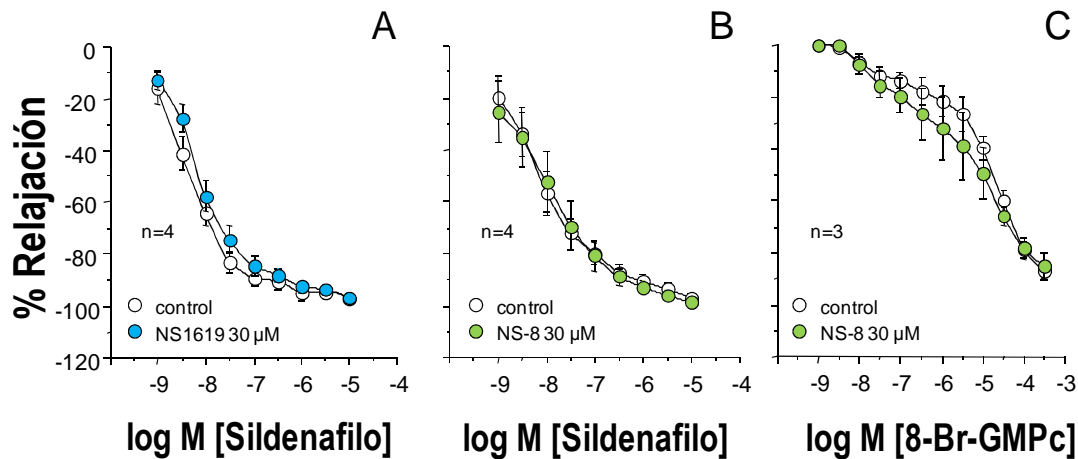 A
B
C
% Relajación
0
-20
-40
-60
-80
-100
-120
n=4
control
NS1619 30 µM
-9 -8 -7 -6 -5 -4
log M [Sildenafilo]
n=4
control
NS-8 30 µM
-9 -8 -7 -6 -5 -4
log M [Sildenafilo]
n=3
control
NS-8 30 µM
-9 -8 -7 -6 -5 -4 -3
log M [8-Br-GMPc]